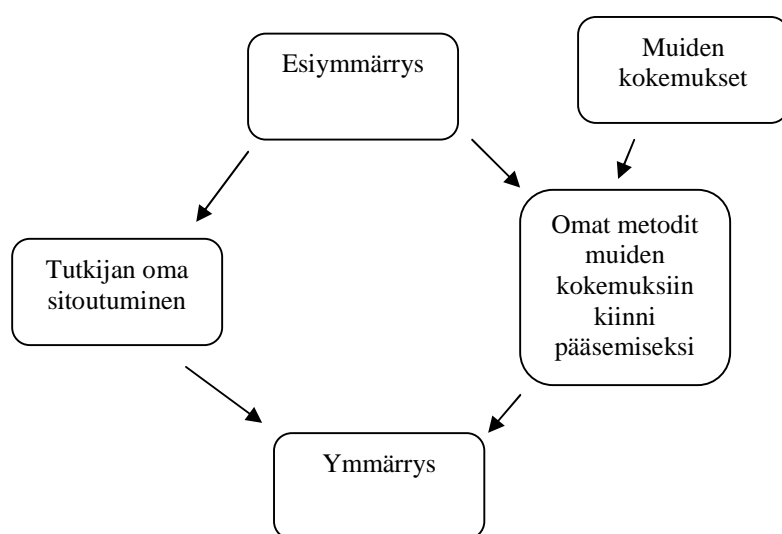 Esiymmärrys
Muiden
kokemukset
Tutkijan oma
sitoutuminen
Omat metodit
muiden
kokemuksiin
kiinni
pääsemiseksi
Ymmärrys